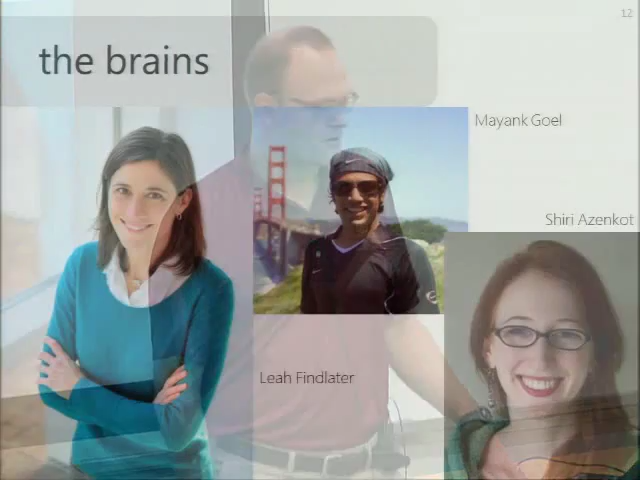 12
the brains
Mayank Goel
Shiri Azenkot
Leah Findlater